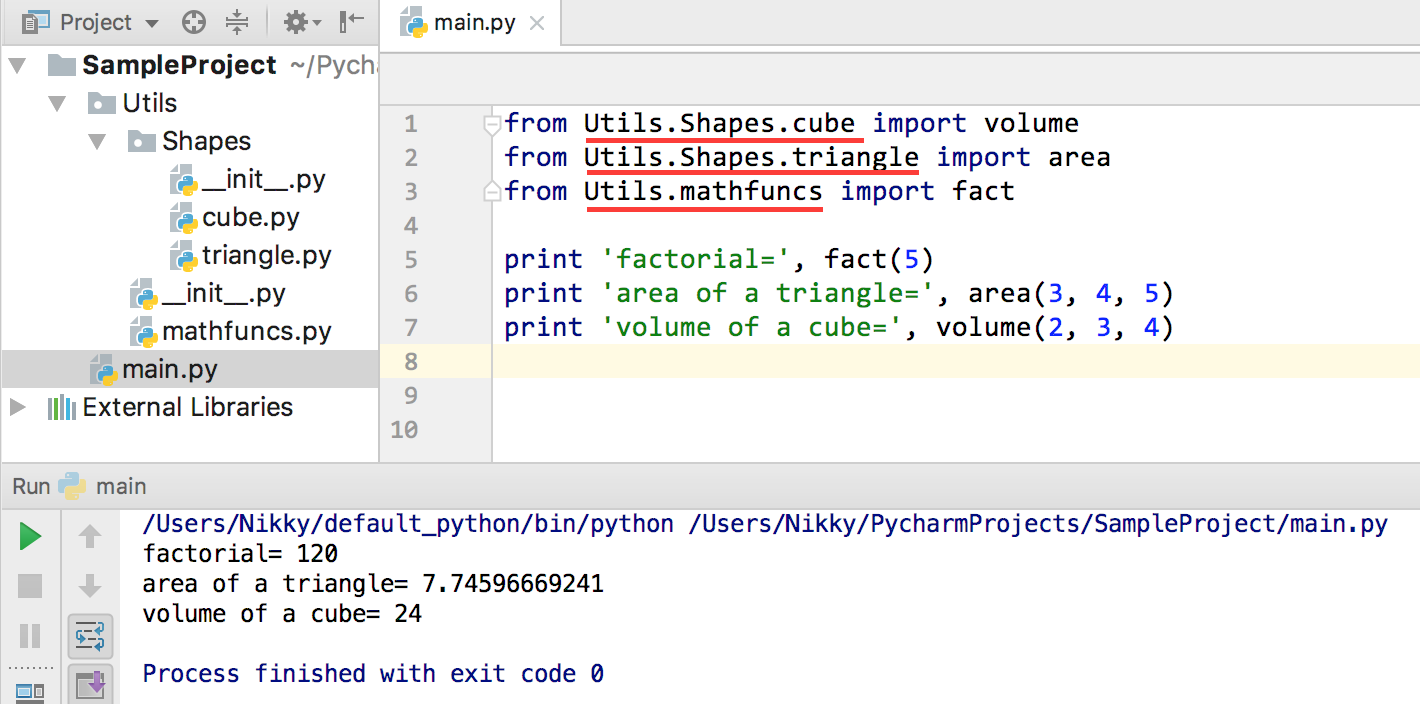 Project
main.py
SampleProject ~/Pycha
Utils
Shapes
__init__.py
cube.py
triangle.py
__init__.py
mathfuncs.py
main.py
External Libraries
1 from Utils.Shapes.cube import volume
2 from Utils.Shapes.triangle import area
3 from Utils.mathfuncs import fact
4
5 print 'factorial=', fact(5)
6 print 'area of a triangle=', area(3, 4, 5)
7 print 'volume of a cube=', volume(2, 3, 4)
8
9
10
Run main
/Users/Nikky/default_python/bin/python /Users/Nikky/PycharmProjects/SampleProject/main.py
factorial= 120
area of a triangle= 7.74596669241
volume of a cube= 24
Process finished with exit code 0